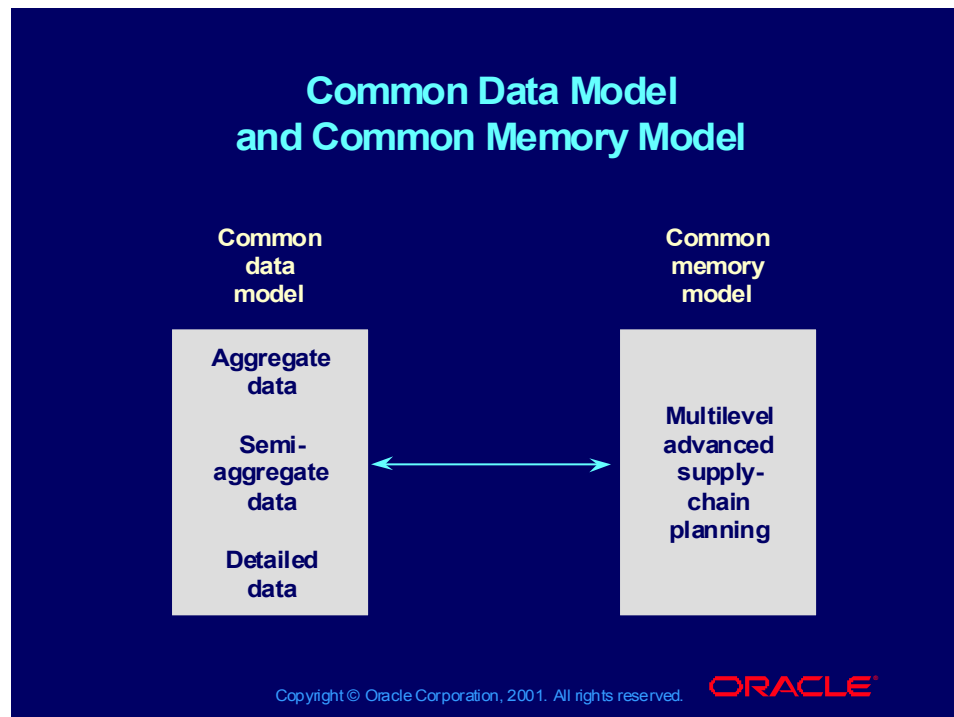 Common Data Model
and Common Memory Model
Common
data
model
Aggregate
data
Semi-
aggregate
data
Detailed
data
Common
memory
model
Multilevel
advanced
supply-
chain
planning
Copyright © Oracle Corporation, 2001. All rights reserved.
ORACLE®